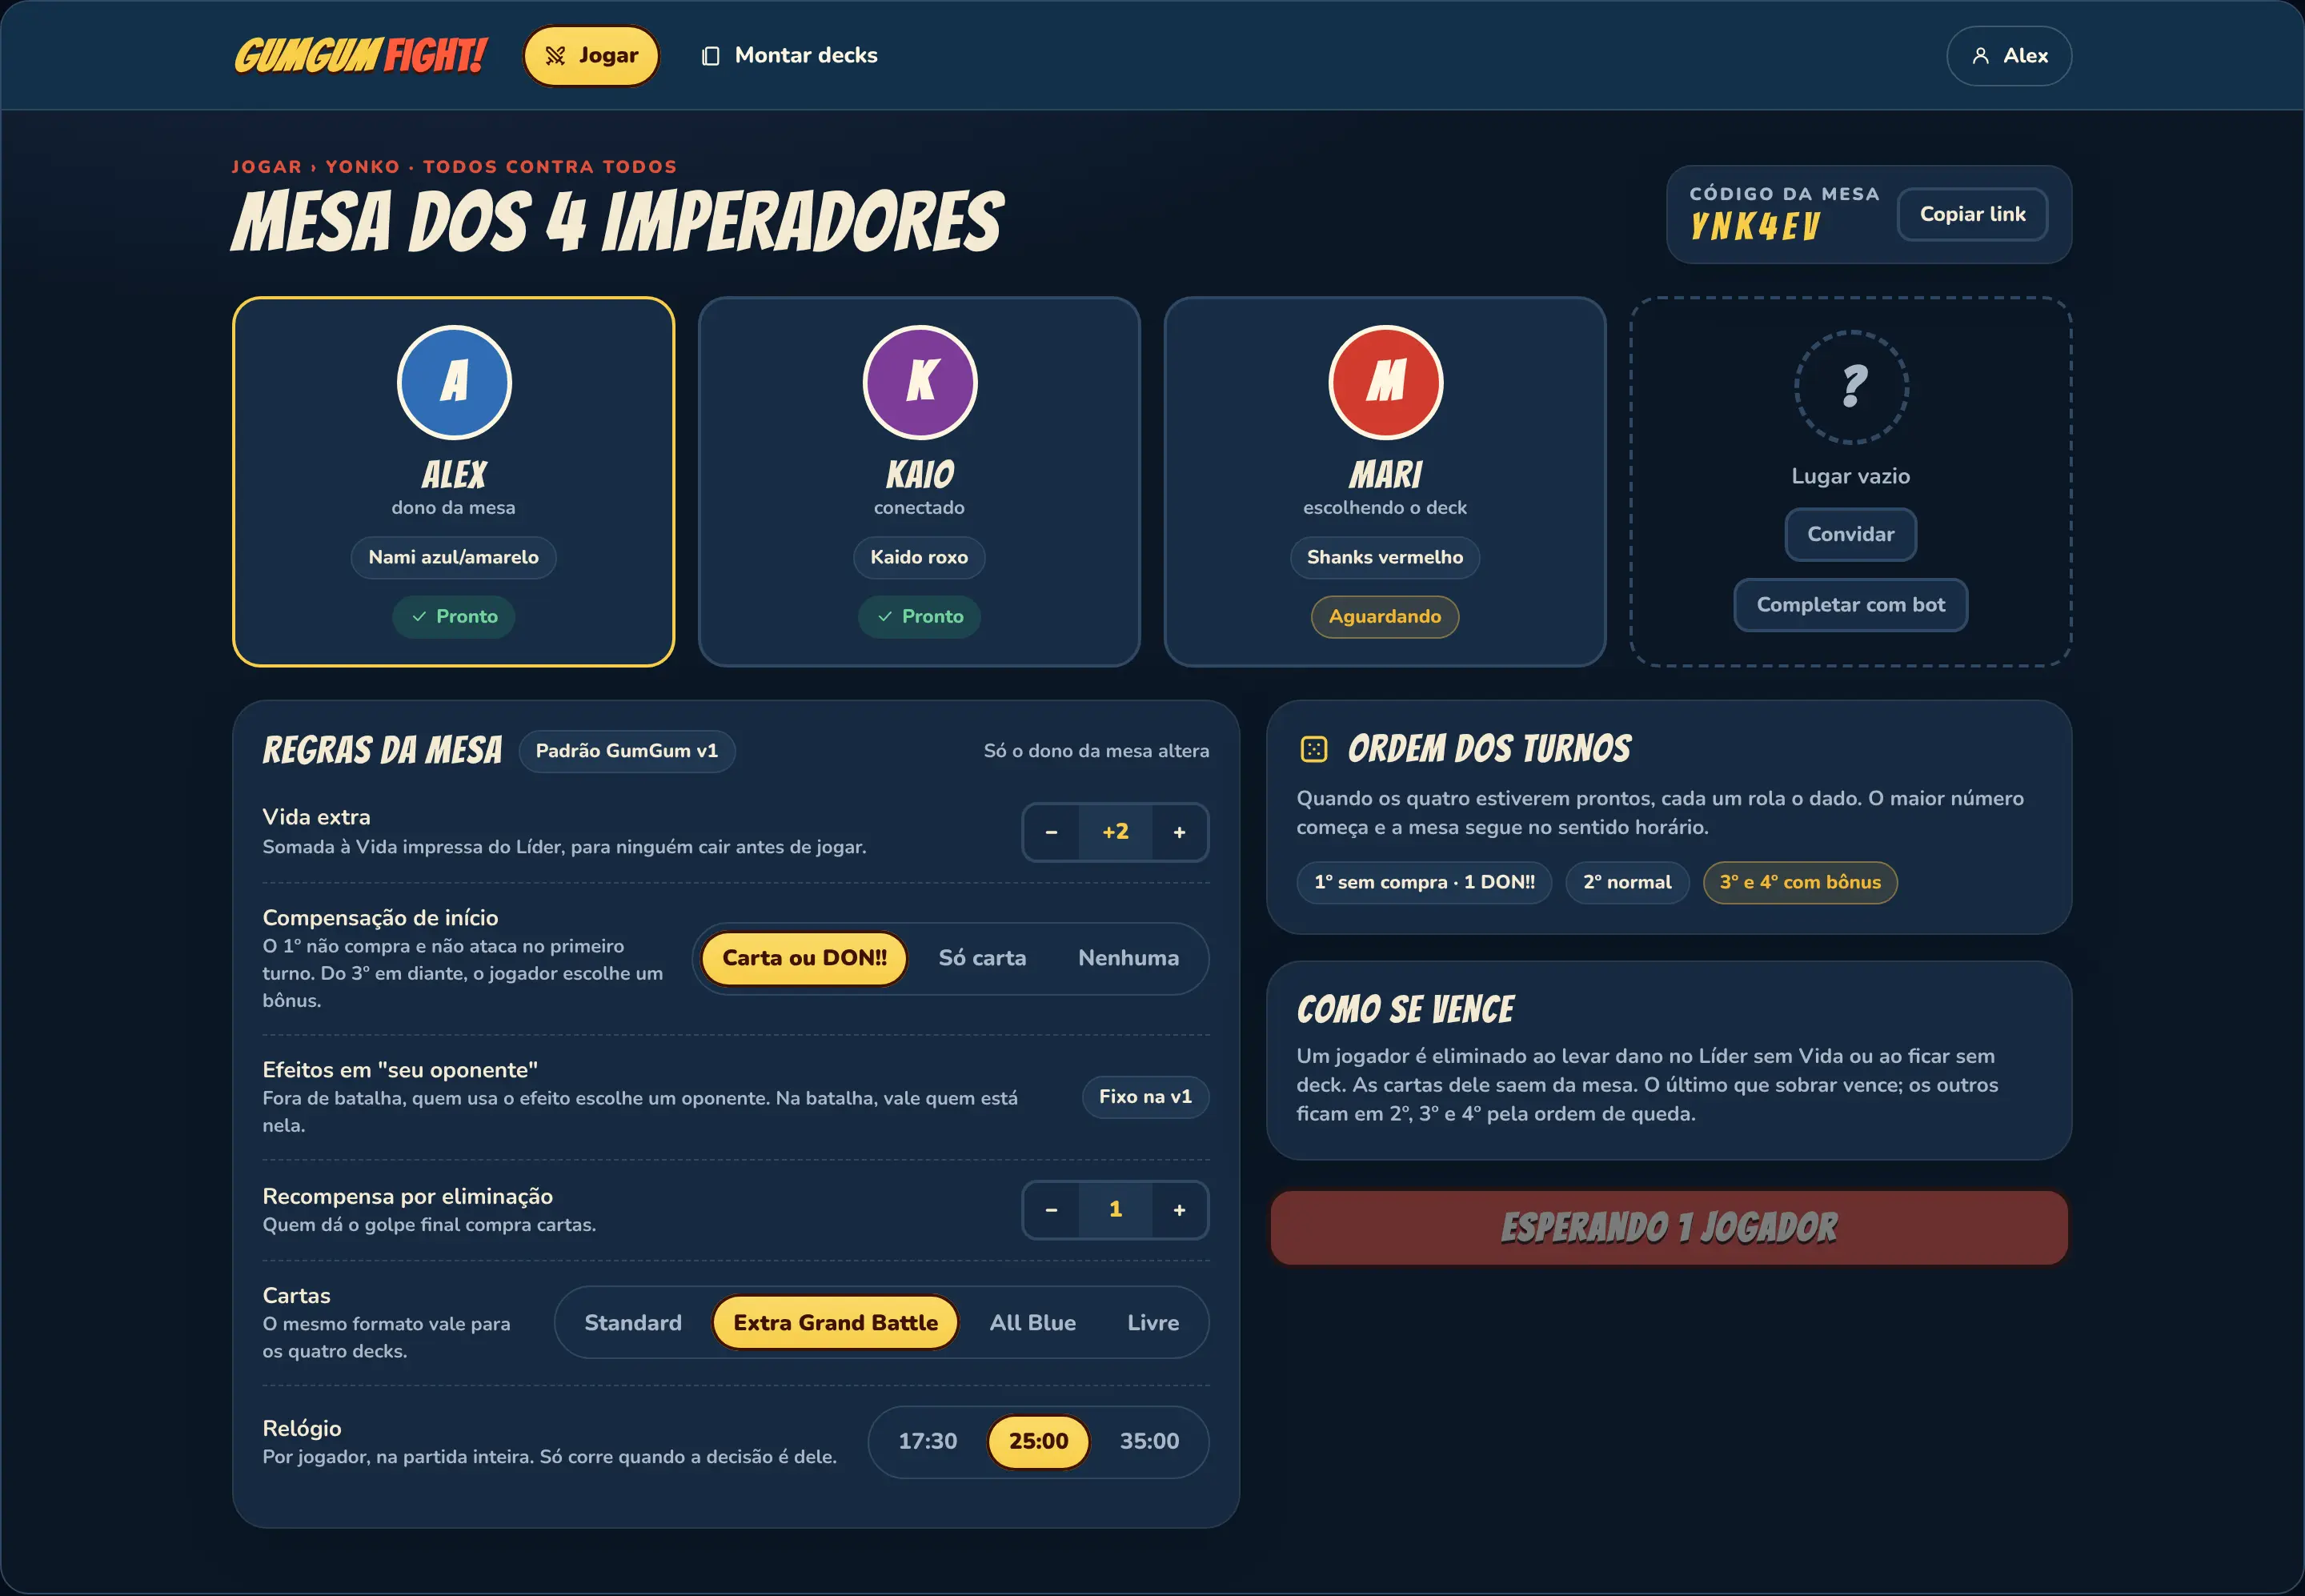 GUMGUM FIGHT!
Jogar
Montar decks
Alex
JOGAR › YONKO · TODOS CONTRA TODOS
MESA DOS 4 IMPERADORES
CÓDIGO DA MESA
YNK4EV
Copiar link
A
ALEX
dono da mesa
Nami azul/amarelo
Pronto
K
KAIO
conectado
Kaido roxo
Pronto
M
MARI
escolhendo o deck
Shanks vermelho
Aguardando
?
Lugar vazio
Convidar
Completar com bot
REGRAS DA MESA
Padrão GumGum v1
Só o dono da mesa altera
Vida extra
Somada à Vida impressa do Líder, para ninguém cair antes de jogar.
− +2 +
Compensação de início
O 1º não compra e não ataca no primeiro
turno. Do 3º em diante, o jogador escolhe um
bônus.
Carta ou DON!! Só carta Nenhuma
Efeitos em "seu oponente"
Fora de batalha, quem usa o efeito escolhe um oponente. Na batalha, vale quem está
nela.
Fixo na v1
Recompensa por eliminação
Quem dá o golpe final compra cartas.
− 1 +
Cartas
O mesmo formato vale para
os quatro decks.
Standard Extra Grand Battle All Blue Livre
Relógio
Por jogador, na partida inteira. Só corre quando a decisão é dele.
17:30 25:00 35:00
ORDEM DOS TURNOS
Quando os quatro estiverem prontos, cada um rola o dado. O maior número
começa e a mesa segue no sentido horário.
1º sem compra · 1 DON!! 2º normal 3º e 4º com bônus
COMO SE VENCE
Um jogador é eliminado ao levar dano no Líder sem Vida ou ao ficar sem
deck. As cartas dele saem da mesa. O último que sobrar vence; os outros
ficam em 2º, 3º e 4º pela ordem de queda.
ESPERANDO 1 JOGADOR